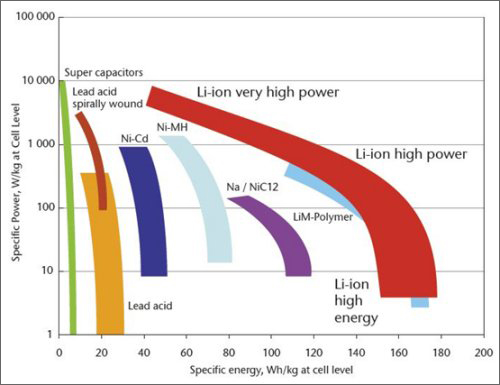 100 000
10 000
1 000
100
10
1
Specific Power, W/kg at Cell Level
Super capacitors
Lead acid
spirally wound
Ni-Cd
Ni-MH
Li-ion very high power
Li-ion high power
Na / NiC12
LiM-Polymer
Lead acid
Li-ion
high
energy
0 20 40 60 80 100 120 140 160 180 200
Specific energy, Wh/kg at cell level